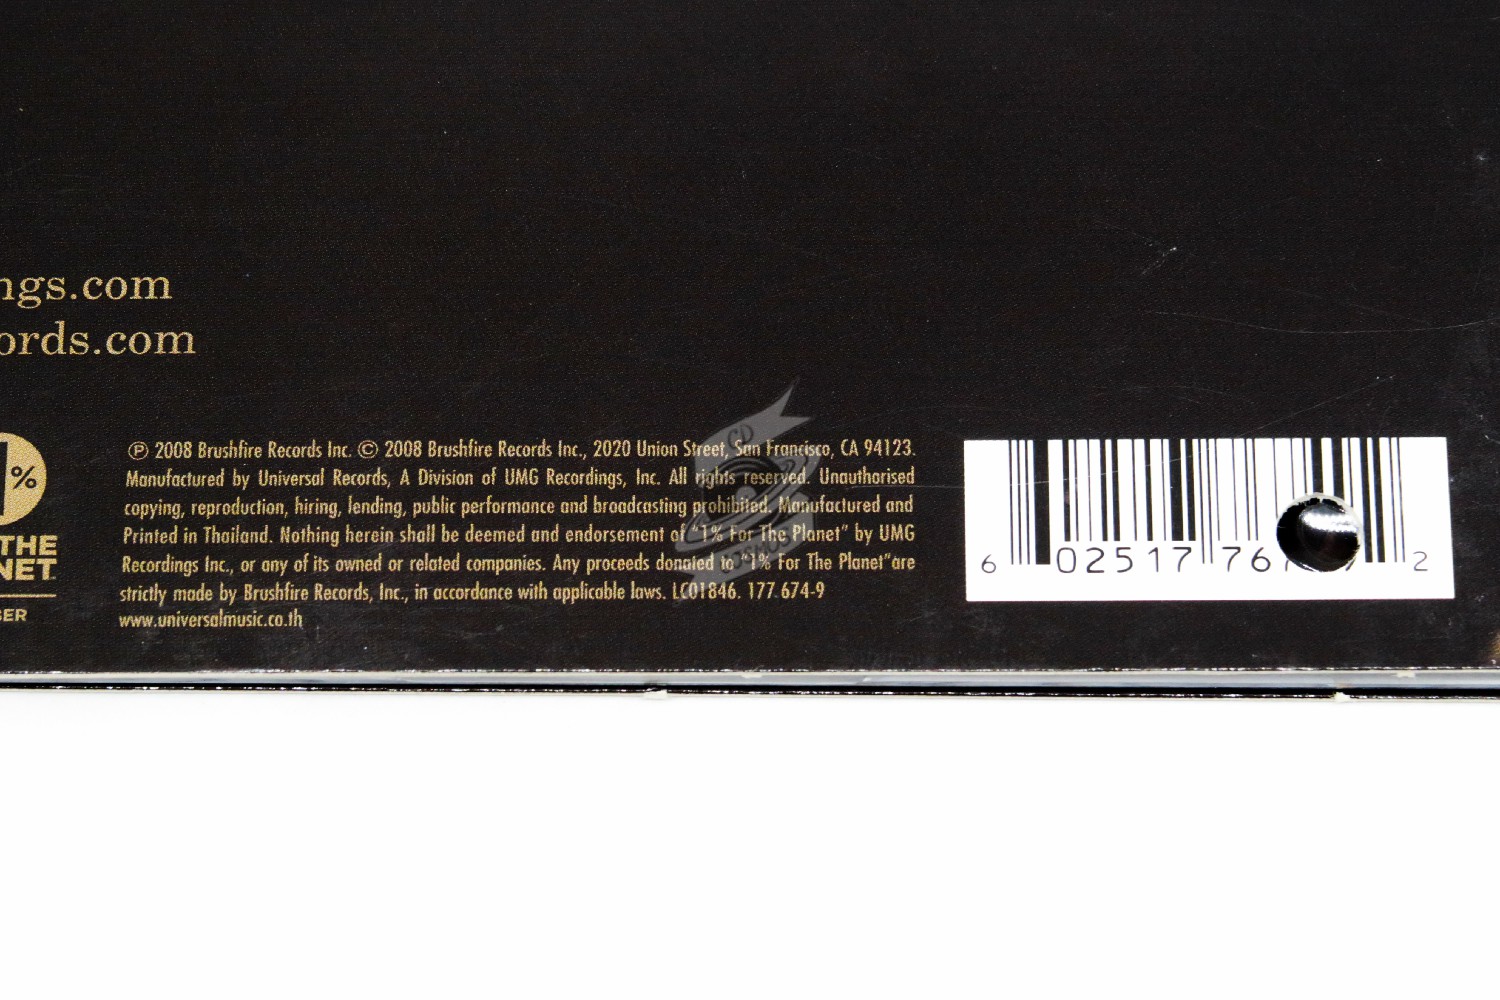 ngs.com
ords.com
1%
THE
NET™
SER
℗ 2008 Brushfire Records Inc. © 2008 Brushfire Records Inc., 2020 Union Street, San Francisco, CA 94123.
Manufactured by Universal Records, A Division of UMG Recordings, Inc. All rights reserved. Unauthorised
copying, reproduction, hiring, lending, public performance and broadcasting prohibited. Manufactured and
Printed in Thailand. Nothing herein shall be deemed and endorsement of “1% For The Planet” by UMG
Recordings Inc., or any of its owned or related companies. Any proceeds donated to “1% For The Planet”are
strictly made by Brushfire Records, Inc., in accordance with applicable laws. LC01846. 177 674-9
www.universalmusic.co.th
6 02517 76 2
CD